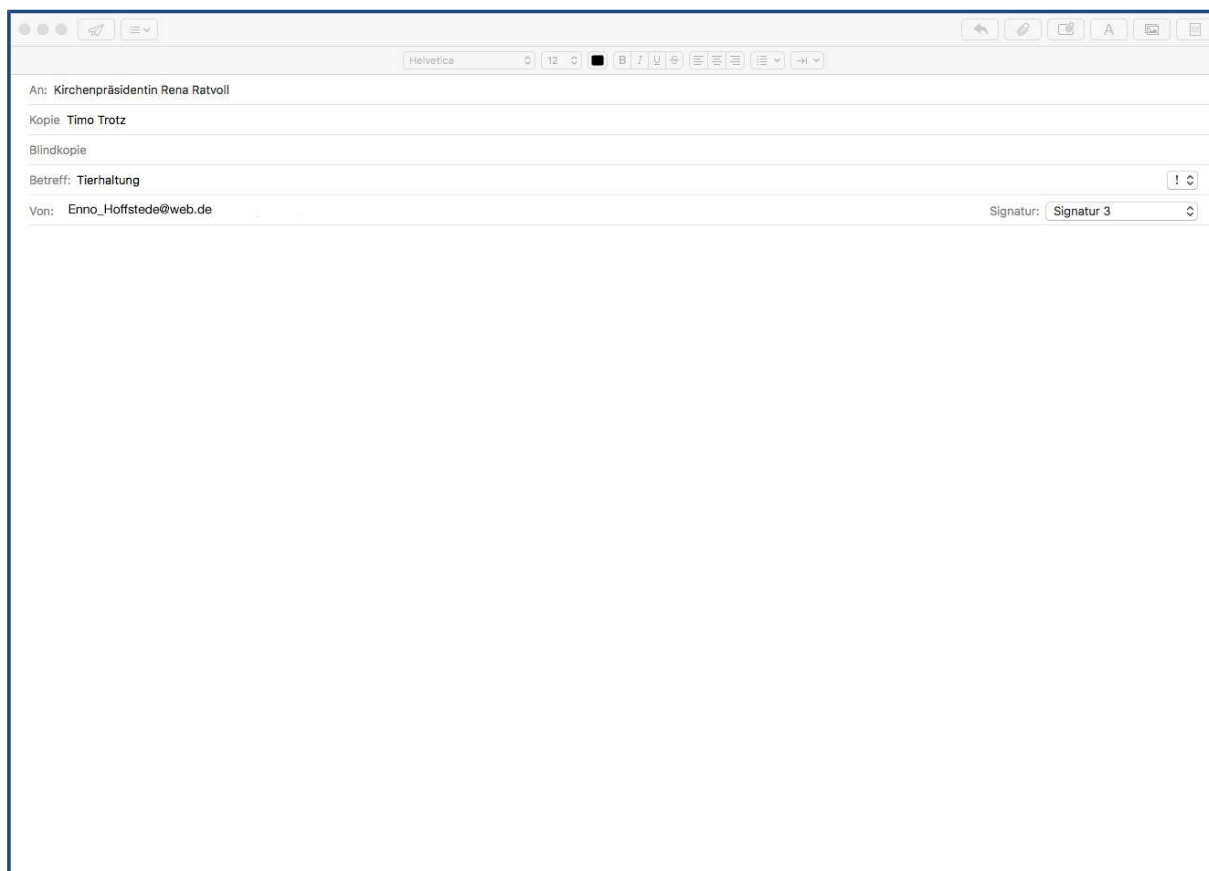 Helvetica 12 B I U S
An: Kirchenpräsidentin Rena Ratvoll
Kopie Timo Trotz
Blindkopie
Betreff: Tierhaltung !
Von: Enno_Hoffstede@web.de Signatur: Signatur 3